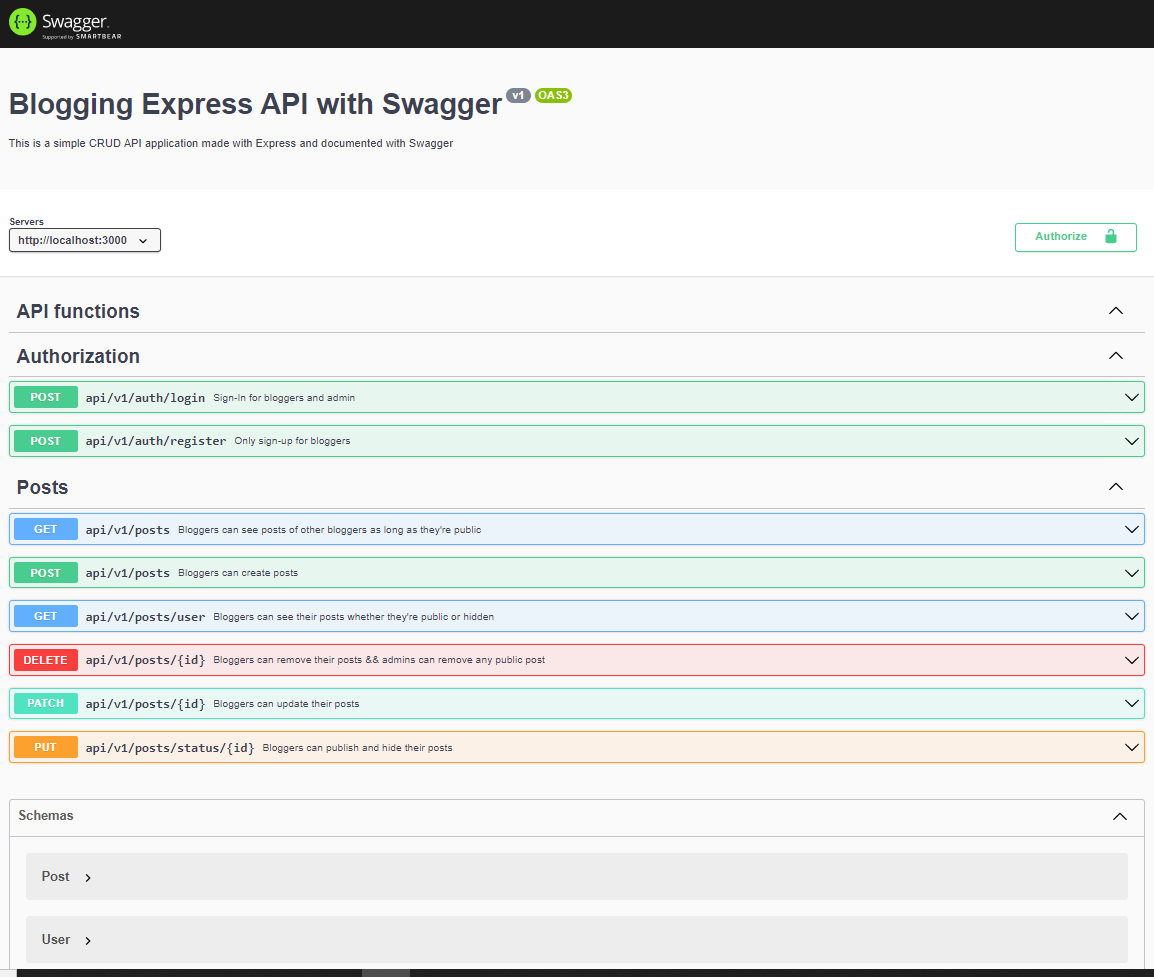 Swagger.
Supported by SMARTBEAR
Blogging Express API with Swagger v1 OAS3
This is a simple CRUD API application made with Express and documented with Swagger
Servers
http://localhost:3000
Authorize
API functions
Authorization
POST api/v1/auth/login Sign-In for bloggers and admin
POST api/v1/auth/register Only sign-up for bloggers
Posts
GET api/v1/posts Bloggers can see posts of other bloggers as long as they're public
POST api/v1/posts Bloggers can create posts
GET api/v1/posts/user Bloggers can see their posts whether they're public or hidden
DELETE api/v1/posts/{id} Bloggers can remove their posts && admins can remove any public post
PATCH api/v1/posts/{id} Bloggers can update their posts
PUT api/v1/posts/status/{id} Bloggers can publish and hide their posts
Schemas
Post
User